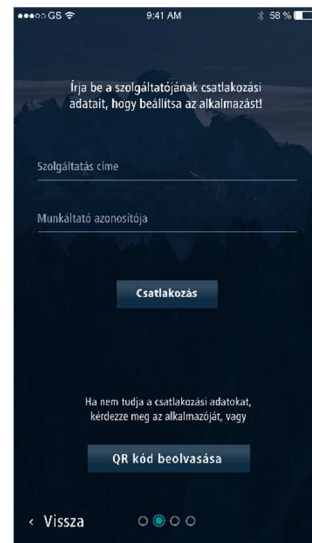 GS 9:41 AM 58 %
Írja be a szolgáltatójának csatlakozási
adatait, hogy beállítsa az alkalmazást!
Szolgáltatás címe
Munkáltató azonosítója
Csatlakozás
Ha nem tudja a csatlakozási adatokat,
kérdezze meg az alkalmazóját, vagy
QR kód beolvasása
< Vissza